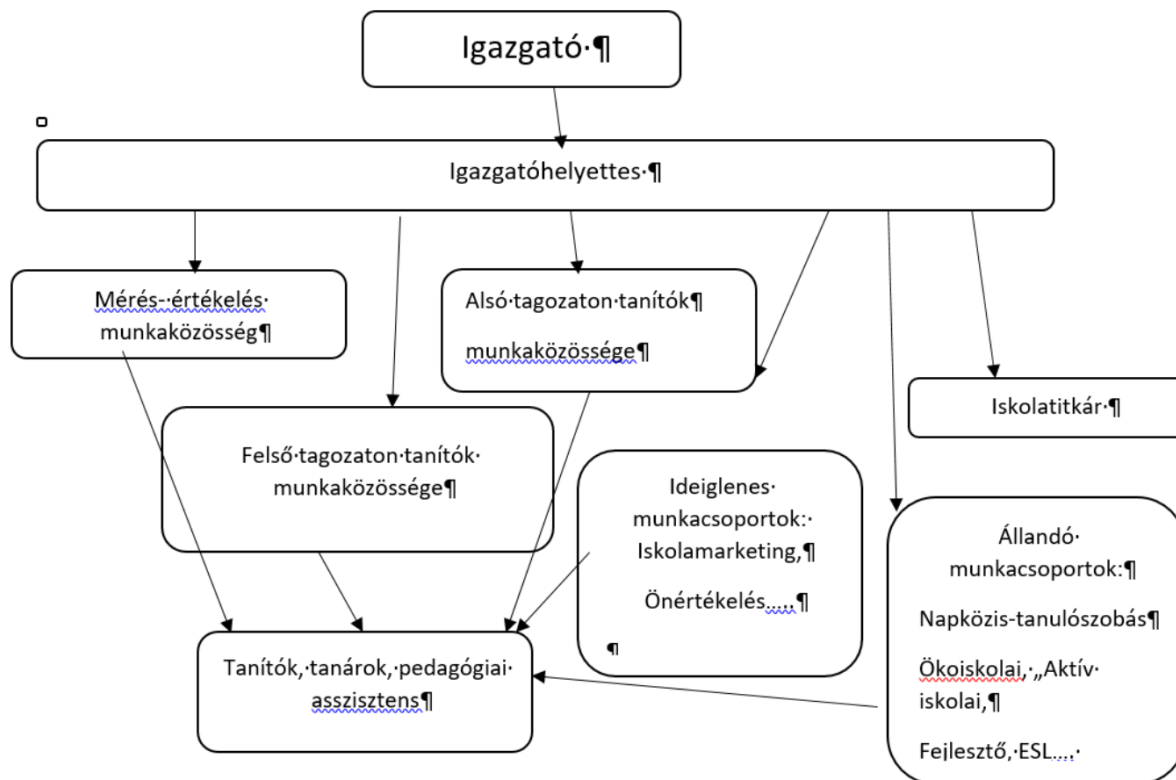 Igazgató·¶
Igazgatóhelyettes·¶
Mérés-·értékelés·
munkaközösség¶
Alsó·tagozaton·tanítók¶
munkaközössége¶
Iskolatitkár·¶
Felső·tagozaton·tanítók·
munkaközössége¶
Ideiglenes·
munkacsoportok:·
Iskolamarketing,¶
Önértékelés.....¶
¶
Állandó·
munkacsoportok:¶
Napközis-tanulószobás¶
Ökoiskolai,·„Aktív·
iskolai,¶
Fejlesztő,·ESL....·
Tanítók,·tanárok,·pedagógiai·
asszisztens¶